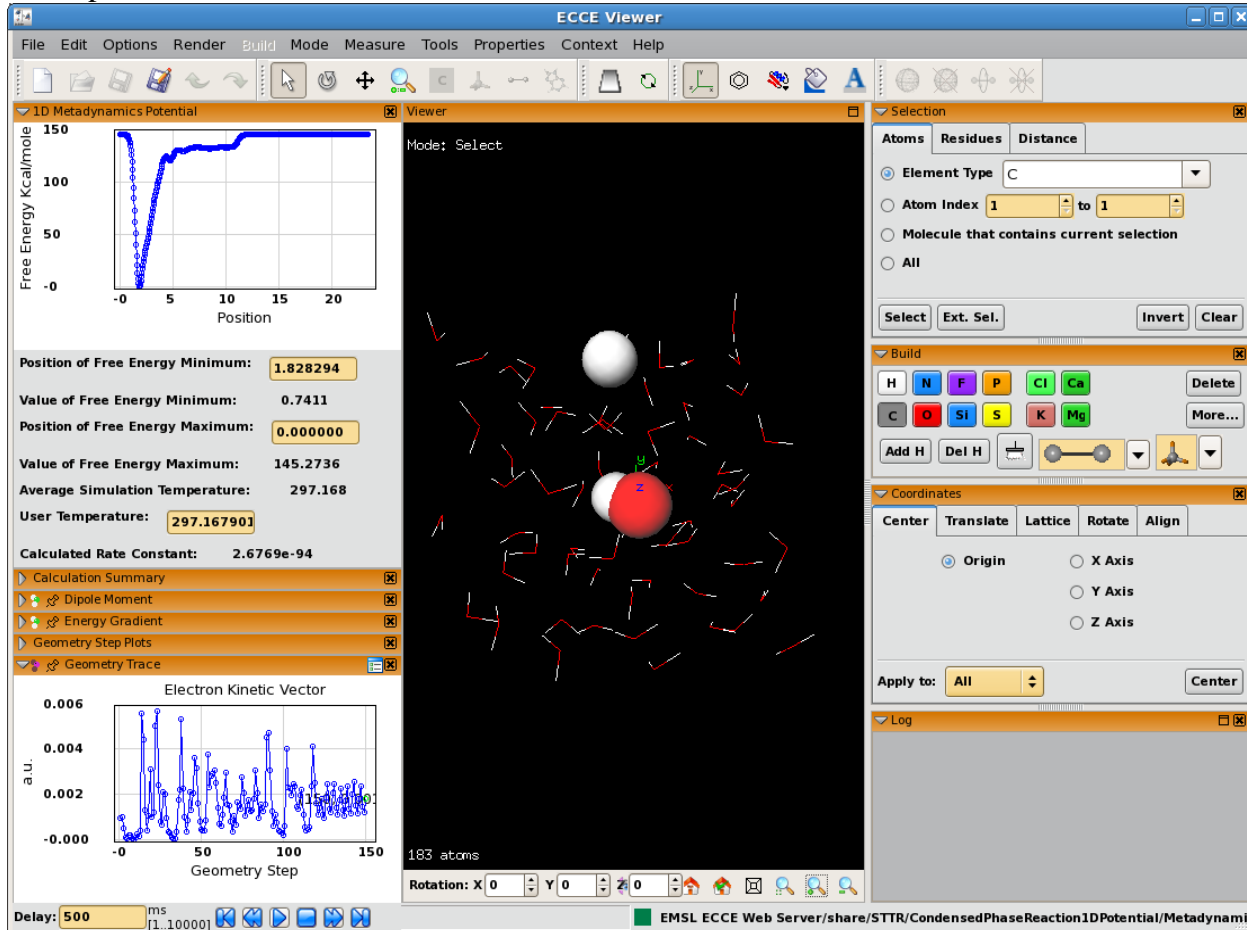 ECCE Viewer
File Edit Options Render Build Mode Measure Tools Properties Context Help
C
A
1D Metadynamics Potential
Free Energy Kcal/mole
150
100
50
-0
-0 5 10 15 20
Position
Position of Free Energy Minimum: 1.828294
Value of Free Energy Minimum: 0.7411
Position of Free Energy Maximum: 0.000000
Value of Free Energy Maximum: 145.2736
Average Simulation Temperature: 297.168
User Temperature: 297.167901
Calculated Rate Constant: 2.6769e-94
Calculation Summary
Dipole Moment
Energy Gradient
Geometry Step Plots
Geometry Trace
Electron Kinetic Vector
a.u.
0.006
0.004
0.002
-0.000
-0 50 100 150
Geometry Step
Delay: 500 ms [1..10000]
Viewer
Mode: Select
y
z
183 atoms
Rotation: X 0 Y 0 Z 0
Selection
Atoms Residues Distance
Element Type C
Atom Index 1 to 1
Molecule that contains current selection
All
Select Ext. Sel. Invert Clear
Build
H N F P Cl Ca Delete
C O Si S K Mg More...
Add H Del H
Coordinates
Center Translate Lattice Rotate Align
Origin X Axis
Y Axis
Z Axis
Apply to: All Center
Log
EMSL ECCE Web Server/share/STTR/CondensedPhaseReaction1DPotential/Metadynami